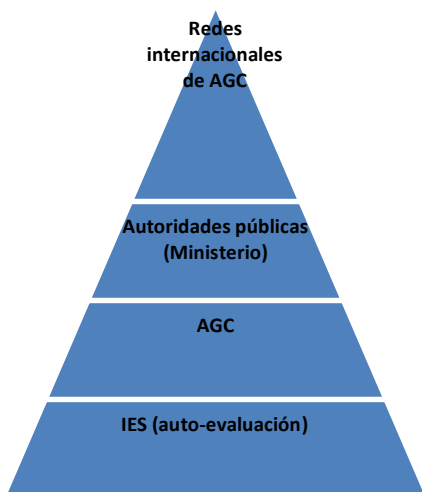 Redes
internacionales
de AGC
Autoridades públicas
(Ministerio)
AGC
IES (auto-evaluación)